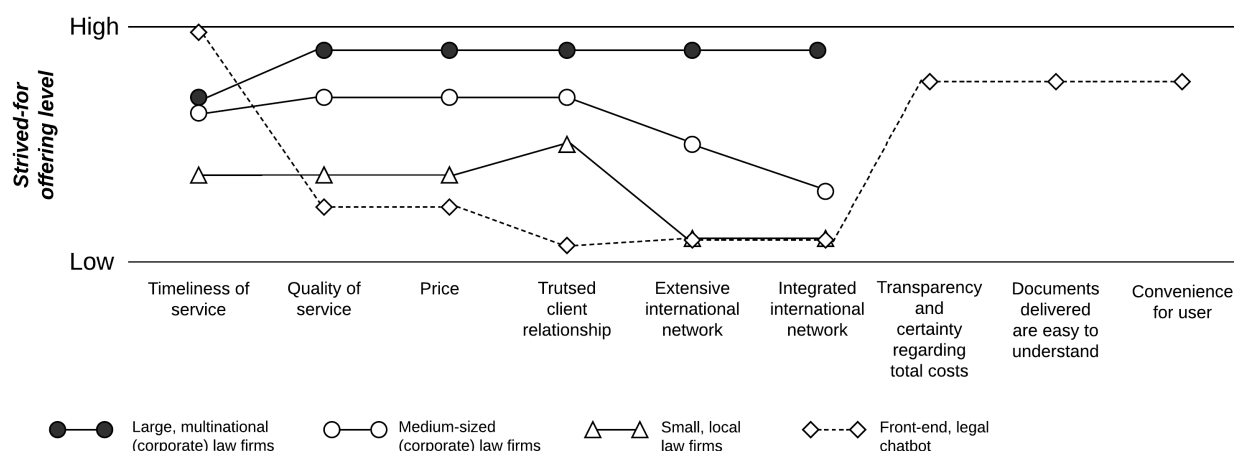 High
Strived-for
offering level
Low
Timeliness of
service
Quality of
service
Price
Trutsed
client
relationship
Extensive
international
network
Integrated
international
network
Transparency
and
certainty
regarding
total costs
Documents
delivered
are easy to
understand
Convenience
for user
Large, multinational
(corporate) law firms
Medium-sized
(corporate) law firms
Small, local
law firms
Front-end, legal
chatbot